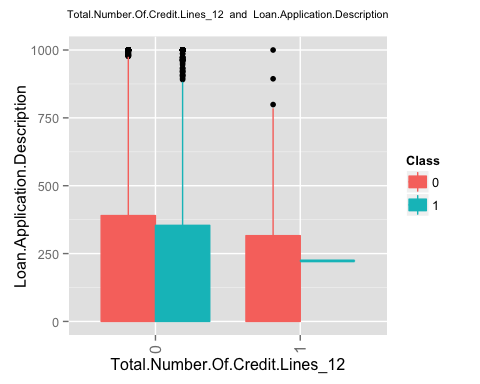 Total.Number.Of.Credit.Lines_12 and Loan.Application.Description
1000
750
500
250
0
Loan.Application.Description
0
1
Total.Number.Of.Credit.Lines_12
Class
0
1